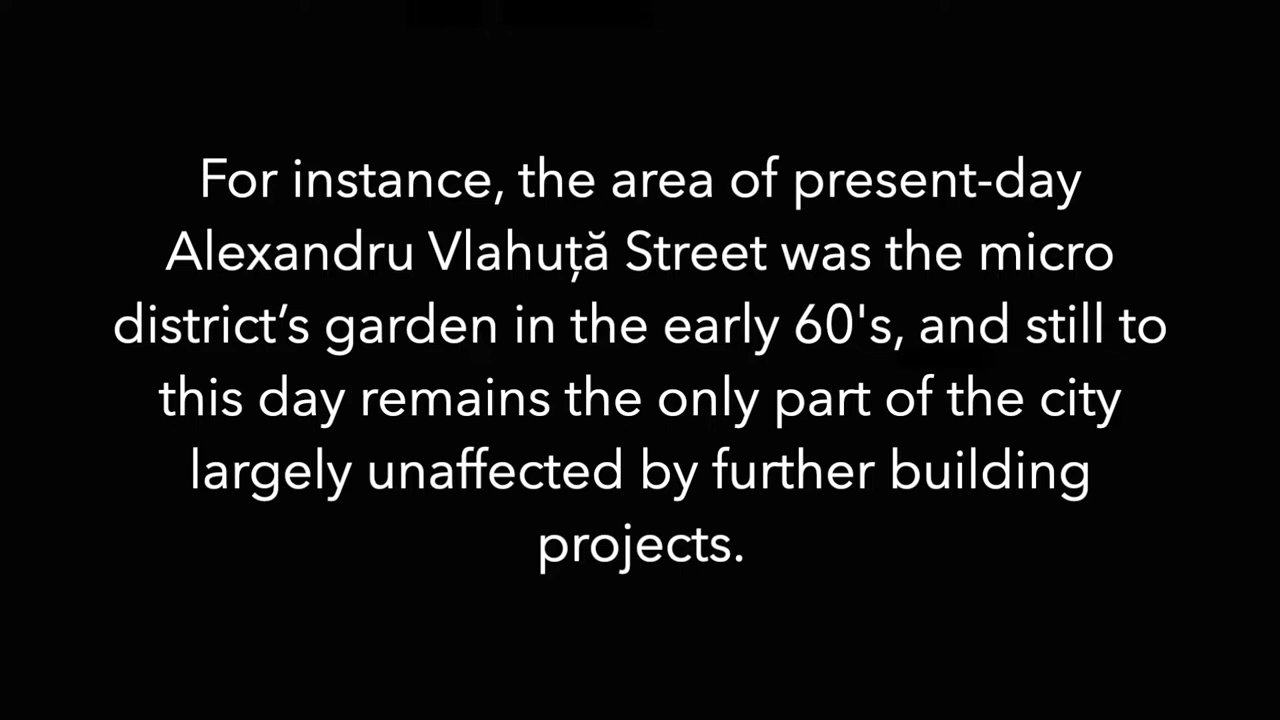 For instance, the area of present-day
Alexandru Vlahuță Street was the micro
district’s garden in the early 60's, and still to
this day remains the only part of the city
largely unaffected by further building
projects.